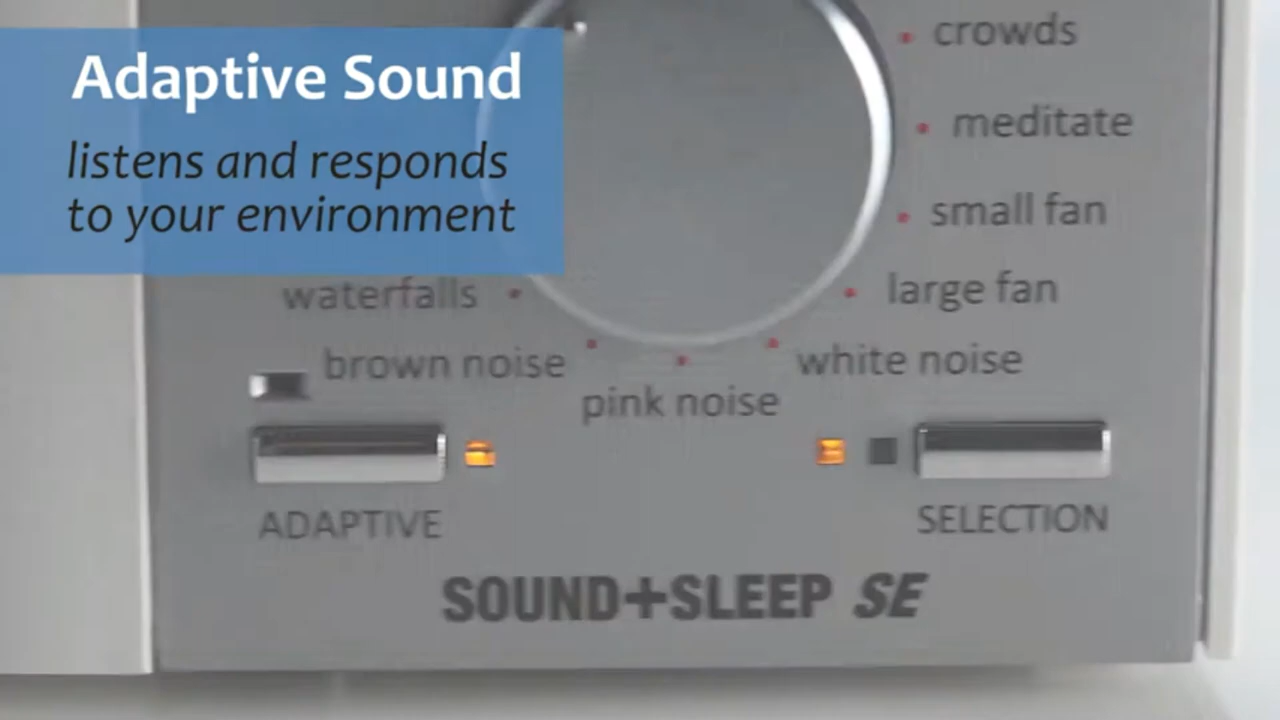 Adaptive Sound
listens and responds
to your environment
crowds
meditate
small fan
large fan
waterfalls
brown noise
white noise
pink noise
ADAPTIVE
SELECTION
SOUND+SLEEP SE